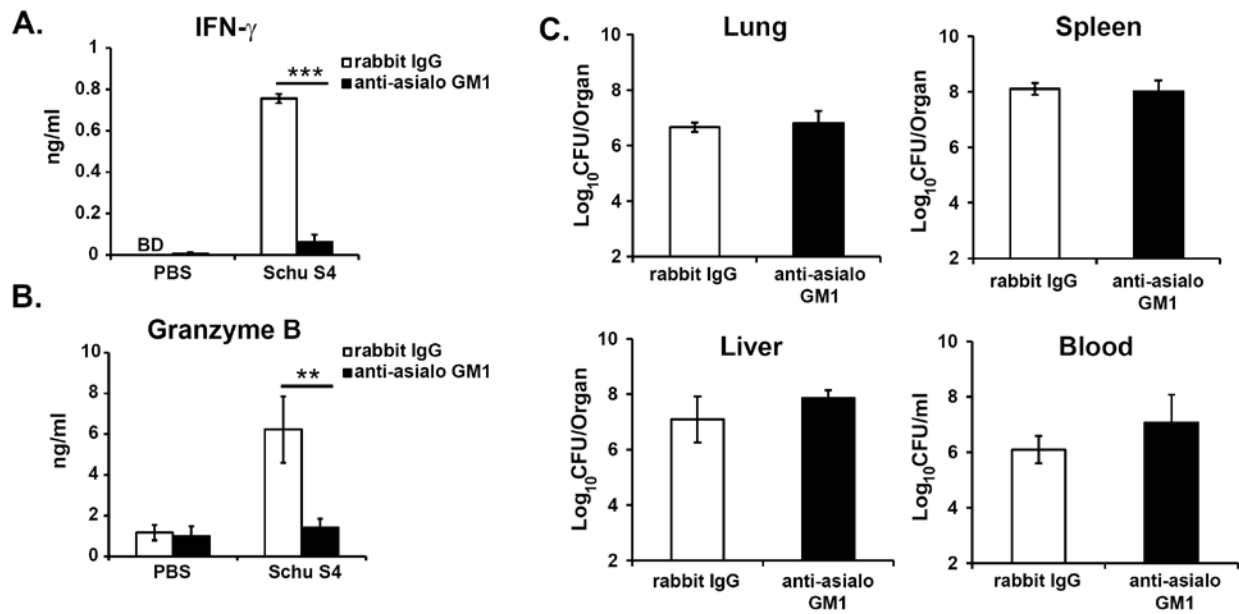 A.
IFN-γ
1
0.8
0.6
0.4
0.2
0
ng/ml
rabbit IgG
anti-asialo GM1
***
BD
PBS
Schu S4
B.
Granzyme B
10
8
6
4
2
0
ng/ml
rabbit IgG
anti-asialo GM1
**
PBS
Schu S4
C.
Lung
10
8
6
4
2
Log₁₀CFU/Organ
rabbit IgG
anti-asialo
GM1
Spleen
10
8
6
4
2
Log₁₀CFU/Organ
rabbit IgG
anti-asialo
GM1
Liver
10
8
6
4
2
Log₁₀CFU/Organ
rabbit IgG
anti-asialo
GM1
Blood
10
8
6
4
2
Log₁₀CFU/ml
rabbit IgG
anti-asialo
GM1